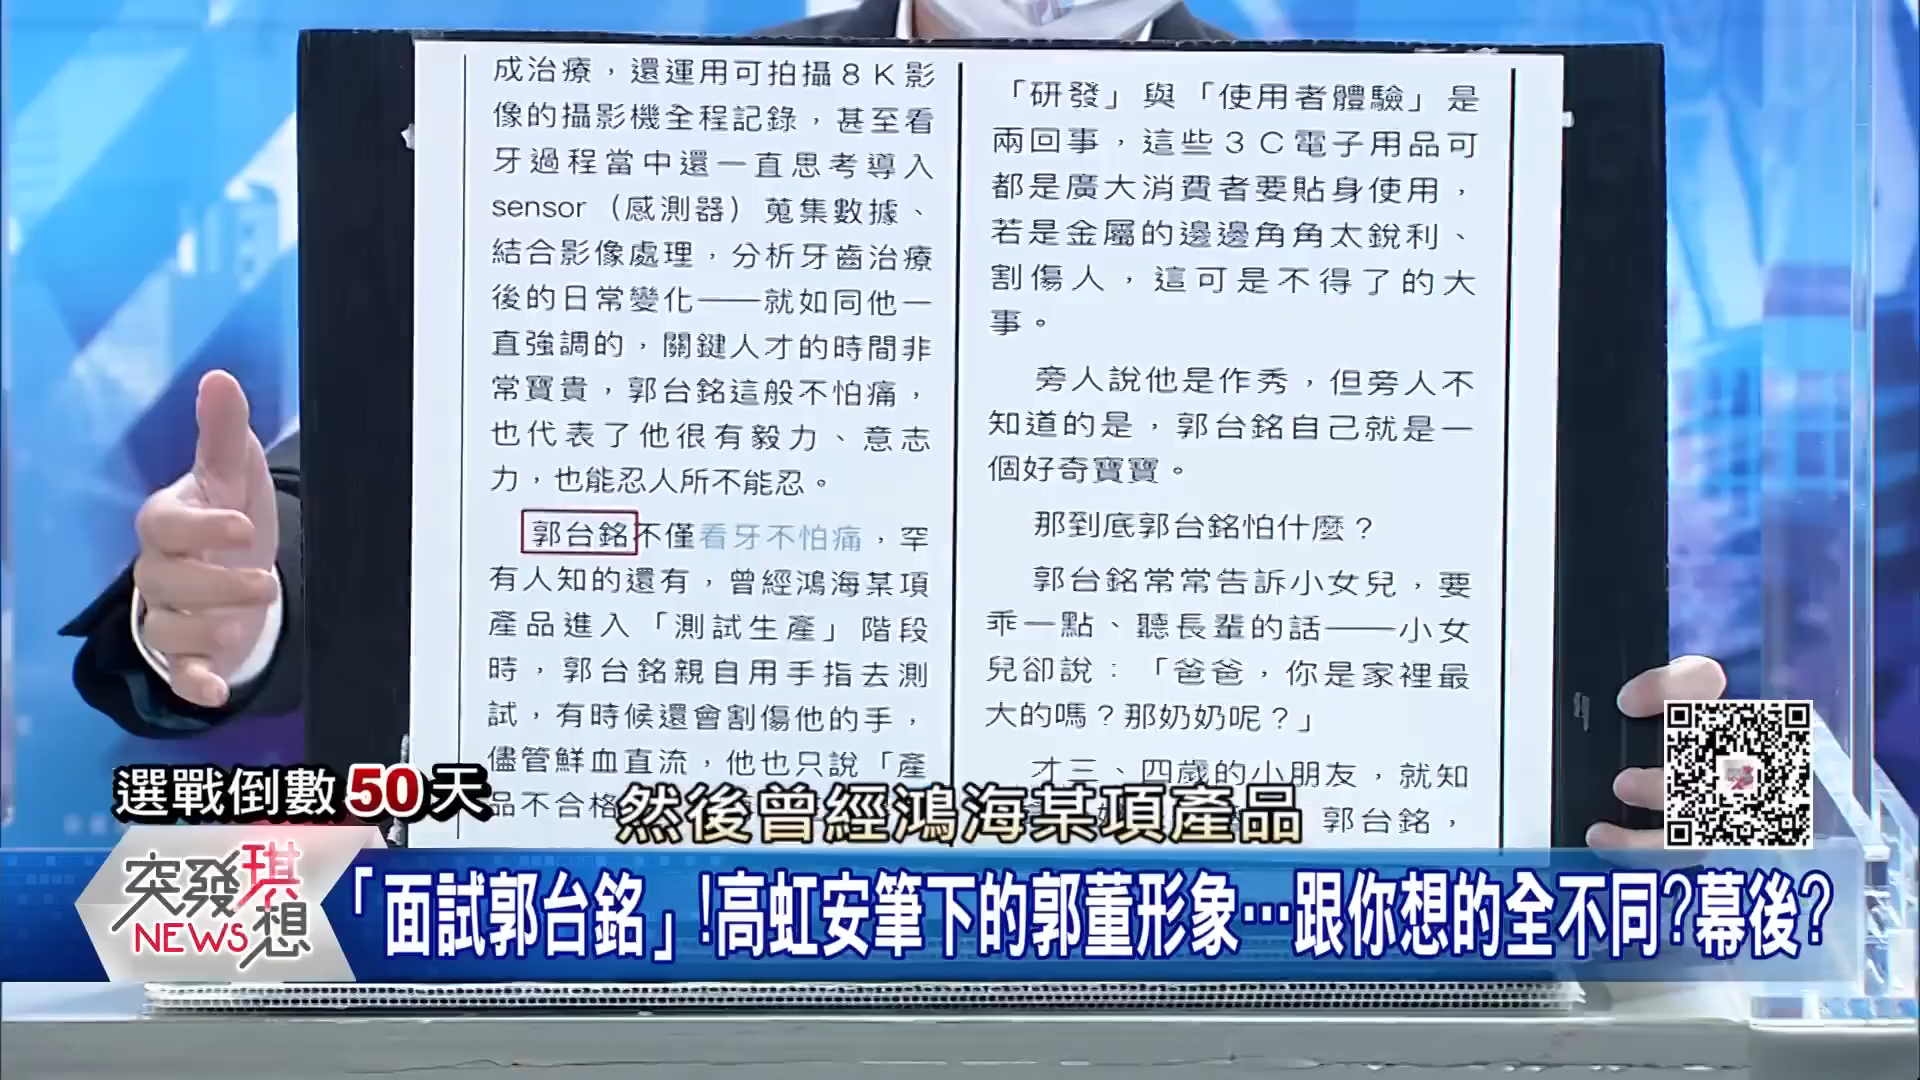 成治療，還運用可拍攝8K影
像的攝影機全程記錄，甚至看
牙過程當中還一直思考導入
sensor（感測器）蒐集數據、
結合影像處理，分析牙齒治療
後的日常變化——就如同他一
直強調的，關鍵人才的時間非
常寶貴，郭台銘這般不怕痛，
也代表了他很有毅力、意志
力，也能忍人所不能忍。
郭台銘不僅看牙不怕痛，罕
有人知的還有，曾經鴻海某項
產品進入「測試生產」階段
時，郭台銘親自用手指去測
試，有時候還會割傷他的手，
儘管鮮血直流，他也只說「產
品不合格
「研發」與「使用者體驗」是
兩回事，這些3C電子用品可
都是廣大消費者要貼身使用，
若是金屬的邊邊角角太銳利、
割傷人，這可是不得了的大
事。
旁人說他是作秀，但旁人不
知道的是，郭台銘自己就是一
個好奇寶寶。
那到底郭台銘怕什麼？
郭台銘常常告訴小女兒，要
乖一點、聽長輩的話——小女
兒卻說：「爸爸，你是家裡最
大的嗎？那奶奶呢？」
才三、四歲的小朋友，就知
郭台銘，
選戰倒數50天
然後曾經鴻海某項產品
突發琪想
NEWS
「面試郭台銘」!高虹安筆下的郭董形象…跟你想的全不同?幕後?